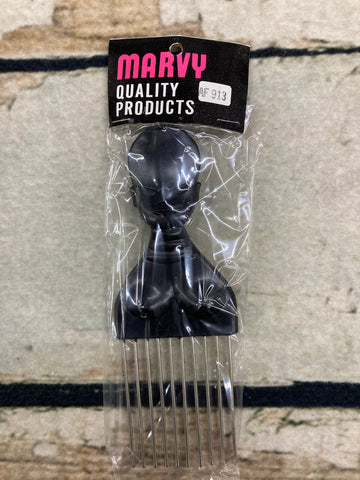 MARVY
QUALITY
PRODUCTS
AF 913